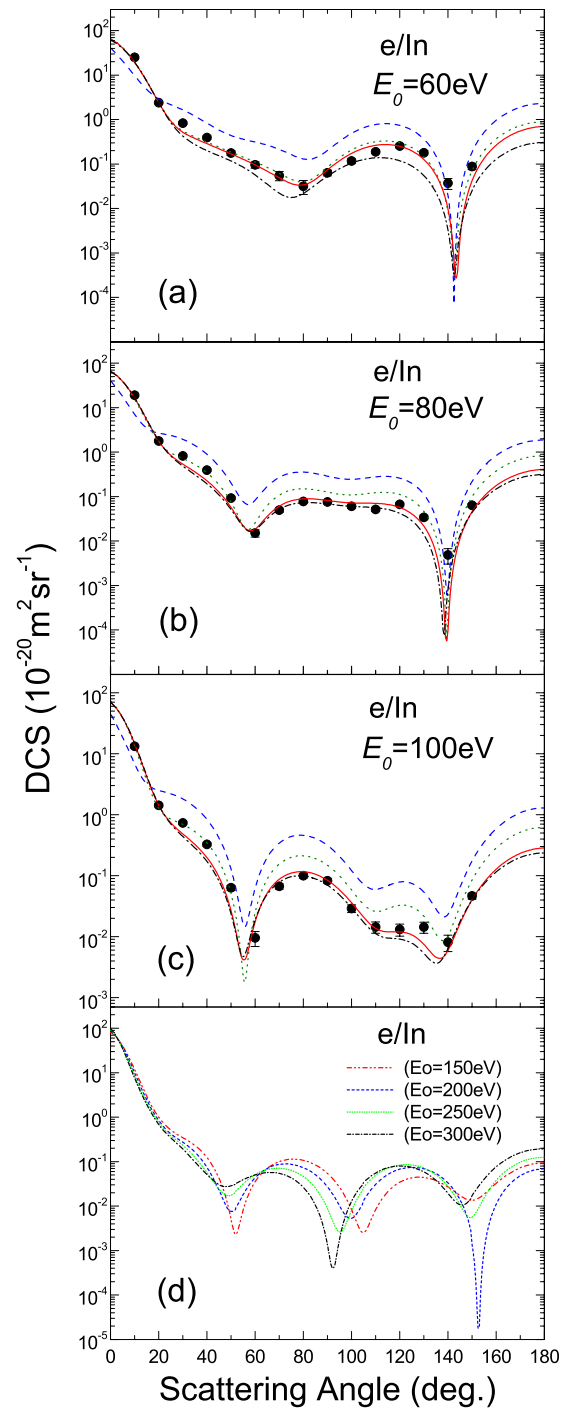 e/In
E₀=60eV
10²
10¹
10⁰
10⁻¹
10⁻²
10⁻³
10⁻⁴
(a)
e/In
E₀=80eV
10²
10¹
10⁰
10⁻¹
10⁻²
10⁻³
10⁻⁴
(b)
DCS (10⁻²⁰m²sr⁻¹)
e/In
E₀=100eV
10²
10¹
10⁰
10⁻¹
10⁻²
10⁻³
(c)
e/In
(Eo=150eV)
(Eo=200eV)
(Eo=250eV)
(Eo=300eV)
10²
10¹
10⁰
10⁻¹
10⁻²
10⁻³
10⁻⁴
10⁻⁵
(d)
0 20 40 60 80 100 120 140 160 180
Scattering Angle (deg.)